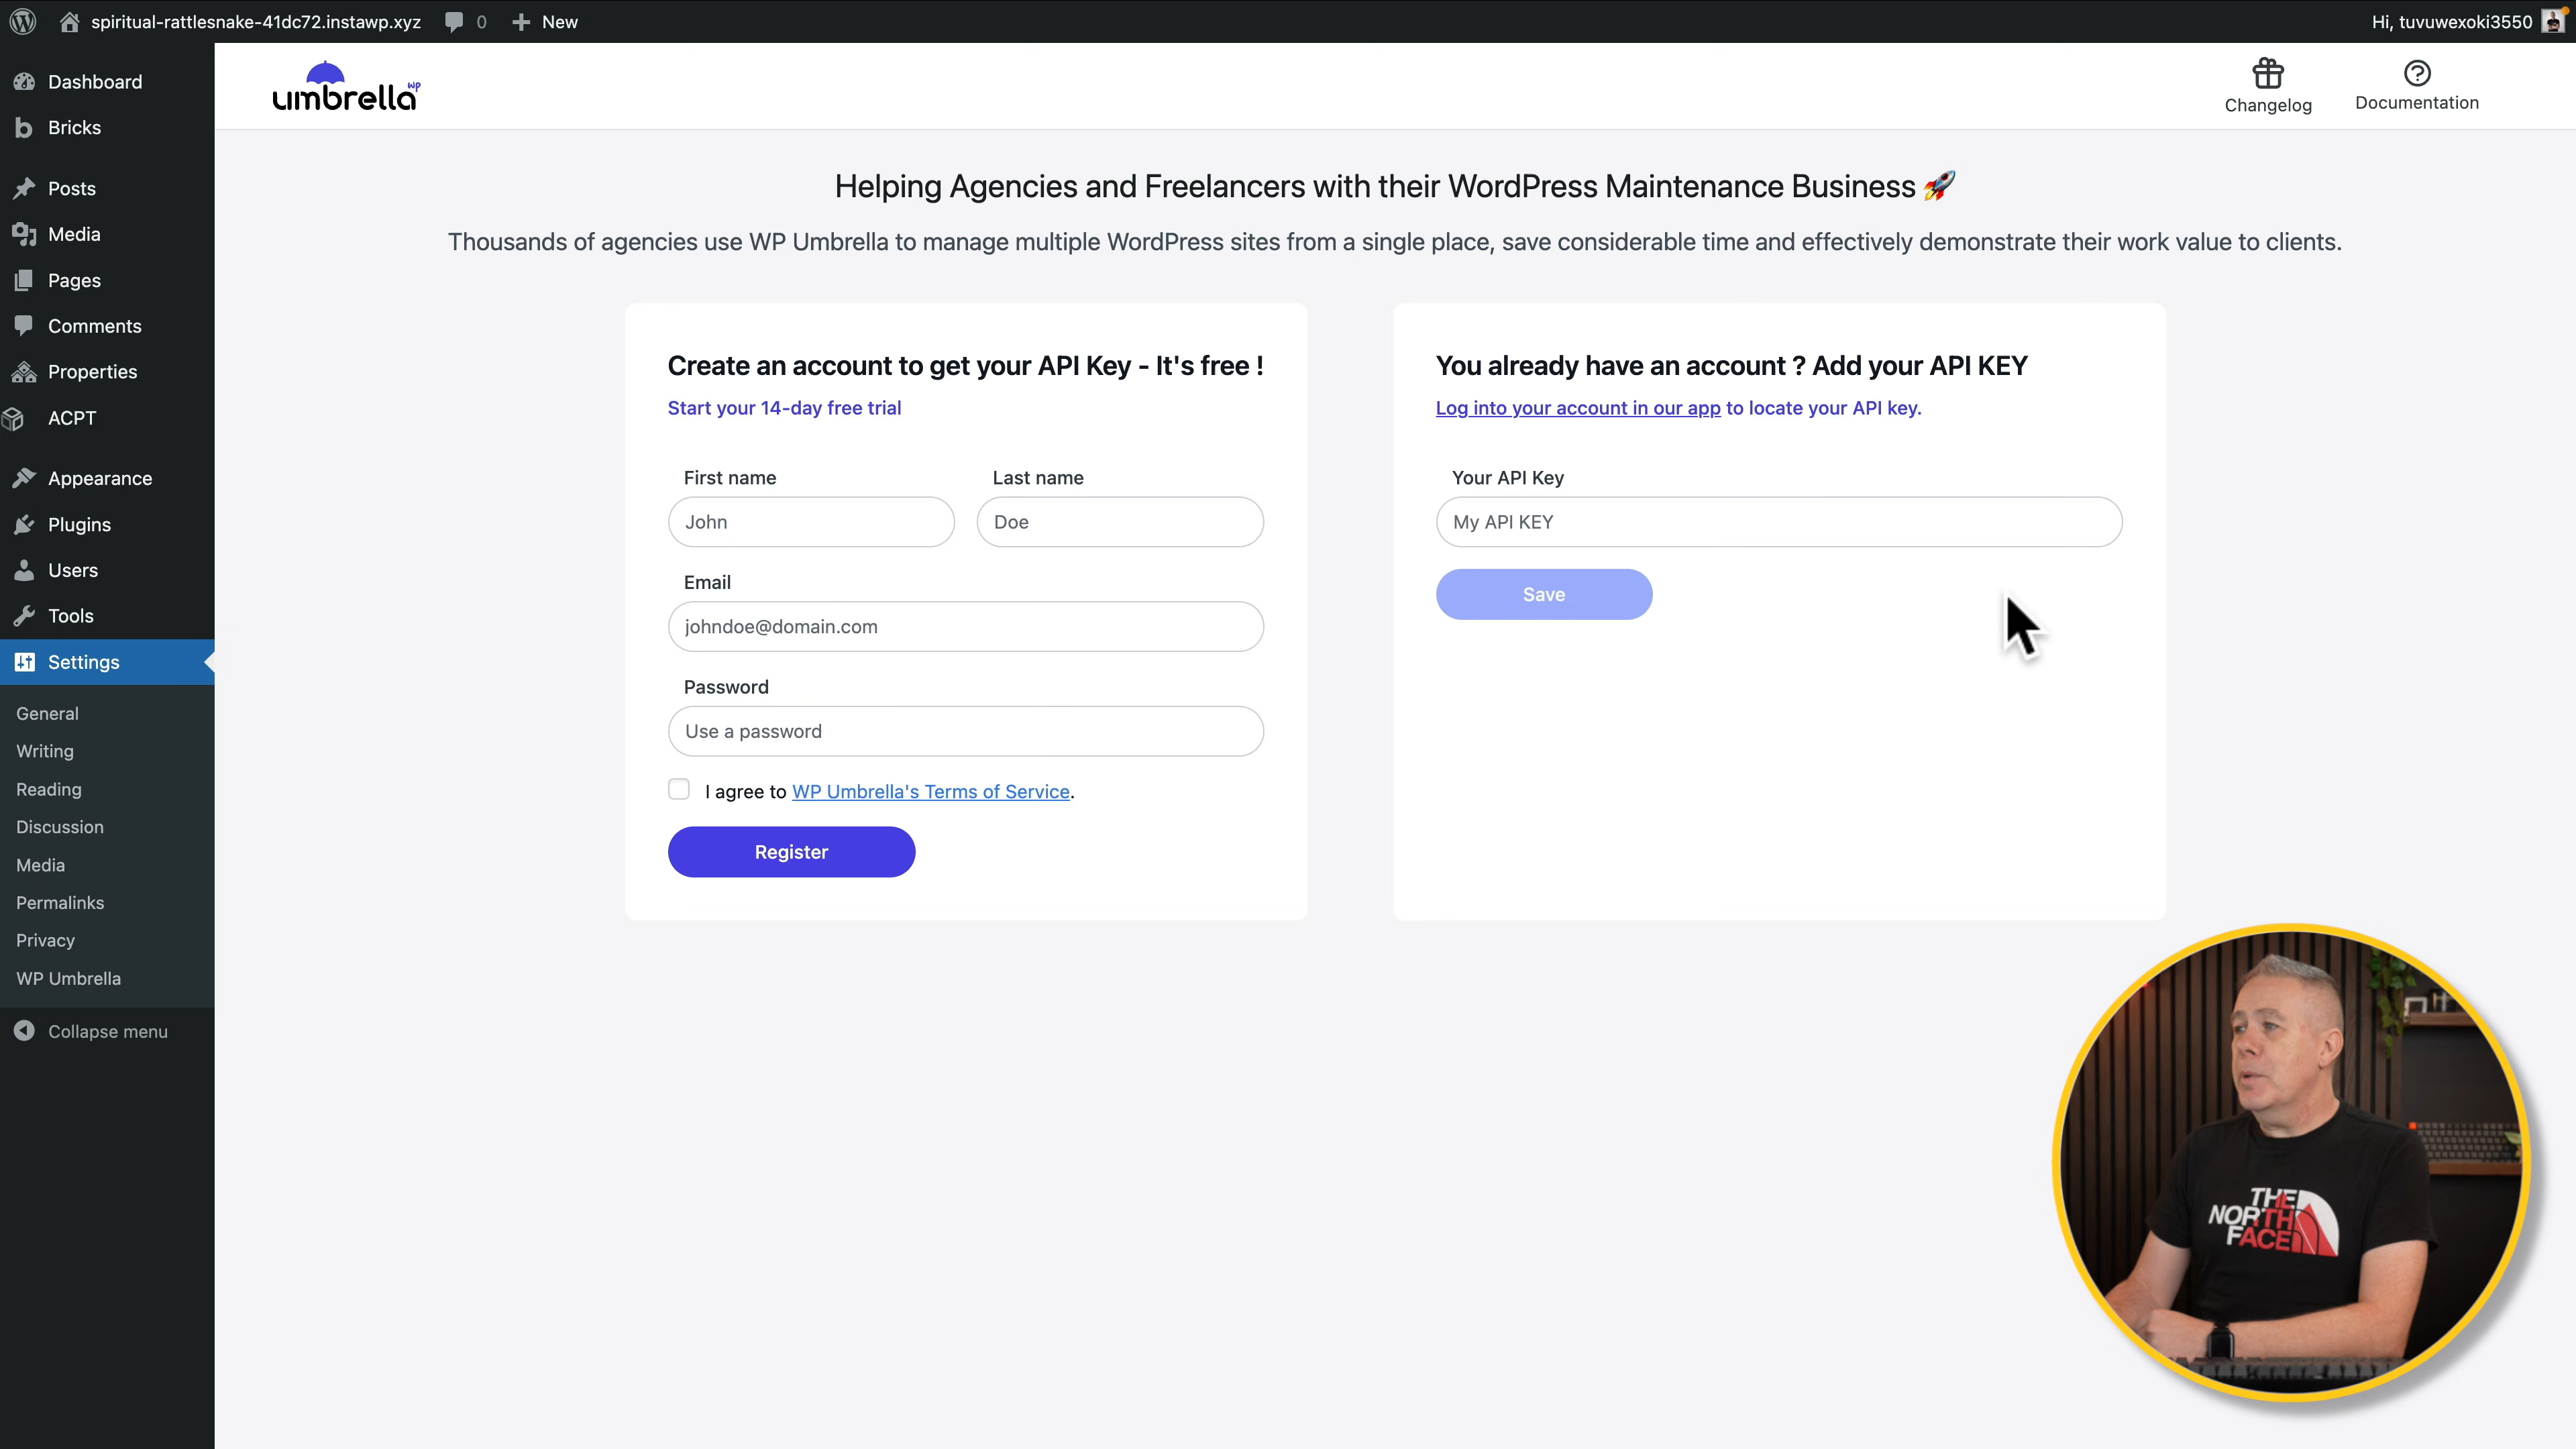 spiritual-rattlesnake-41dc72.instawp.xyz 0 New Hi, tuvuwexoki3550
Dashboard
Bricks
Posts
Media
Pages
Comments
Properties
ACPT
Appearance
Plugins
Users
Tools
Settings
General
Writing
Reading
Discussion
Media
Permalinks
Privacy
WP Umbrella
Collapse menu
umbrella wp
Changelog
Documentation
Helping Agencies and Freelancers with their WordPress Maintenance Business 🚀
Thousands of agencies use WP Umbrella to manage multiple WordPress sites from a single place, save considerable time and effectively demonstrate their work value to clients.
Create an account to get your API Key - It's free !
Start your 14-day free trial
First name Last name
John Doe
Email
johndoe@domain.com
Password
Use a password
I agree to WP Umbrella's Terms of Service.
Register
You already have an account ? Add your API KEY
Log into your account in our app to locate your API key.
Your API Key
My API KEY
Save
THE
NORTH
FACE